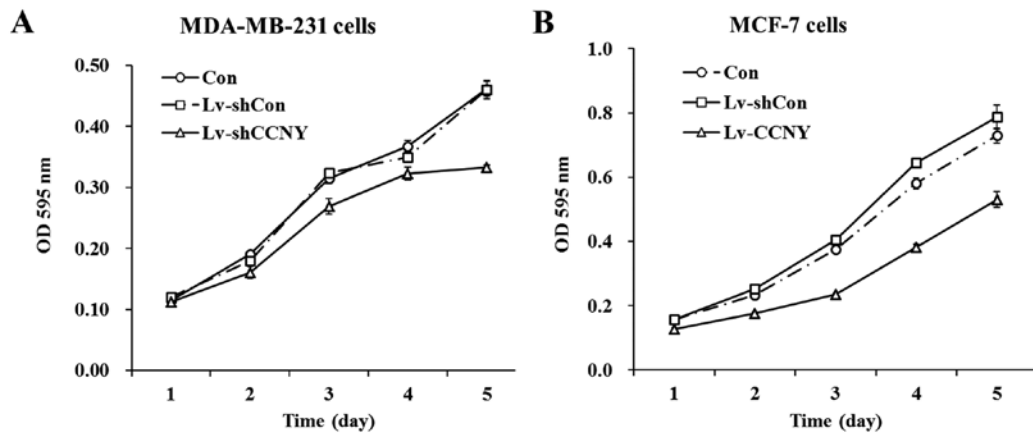 A
MDA-MB-231 cells
Con
Lv-shCon
Lv-shCCNY
OD 595 nm
0.50
0.40
0.30
0.20
0.10
0.00
1 2 3 4 5
Time (day)
B
MCF-7 cells
Con
Lv-shCon
Lv-CCNY
OD 595 nm
1.0
0.8
0.6
0.4
0.2
0.0
1 2 3 4 5
Time (day)